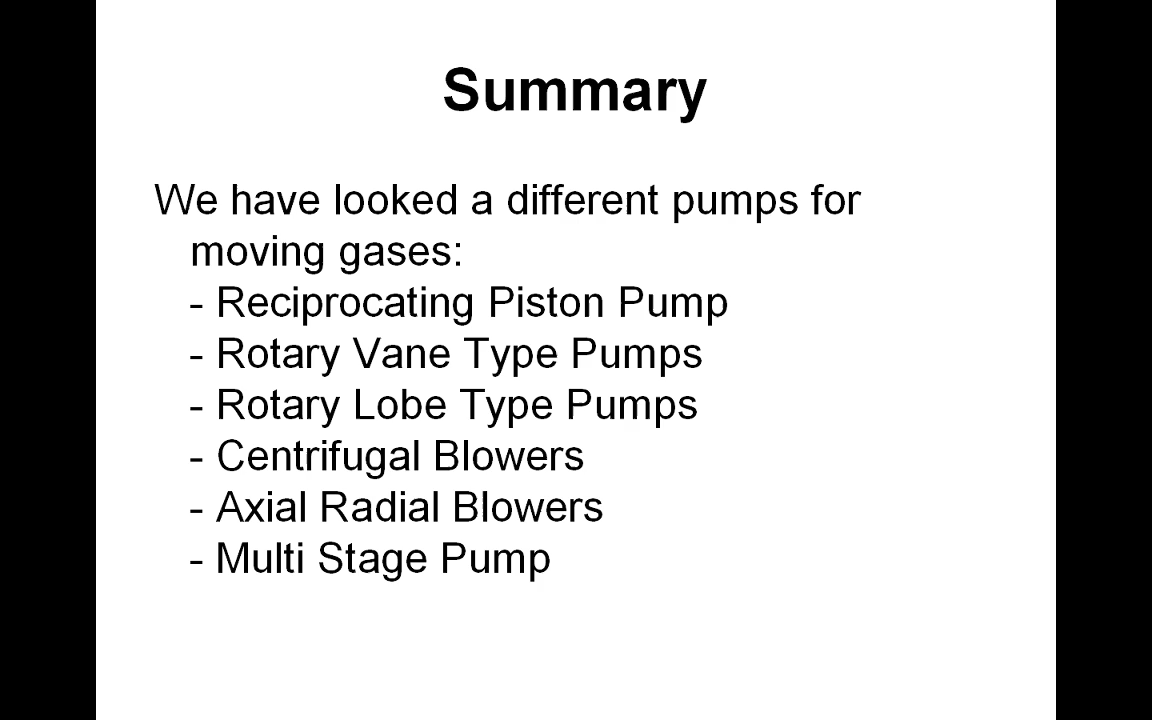 Summary
We have looked a different pumps for
moving gases:
- Reciprocating Piston Pump
- Rotary Vane Type Pumps
- Rotary Lobe Type Pumps
- Centrifugal Blowers
- Axial Radial Blowers
- Multi Stage Pump